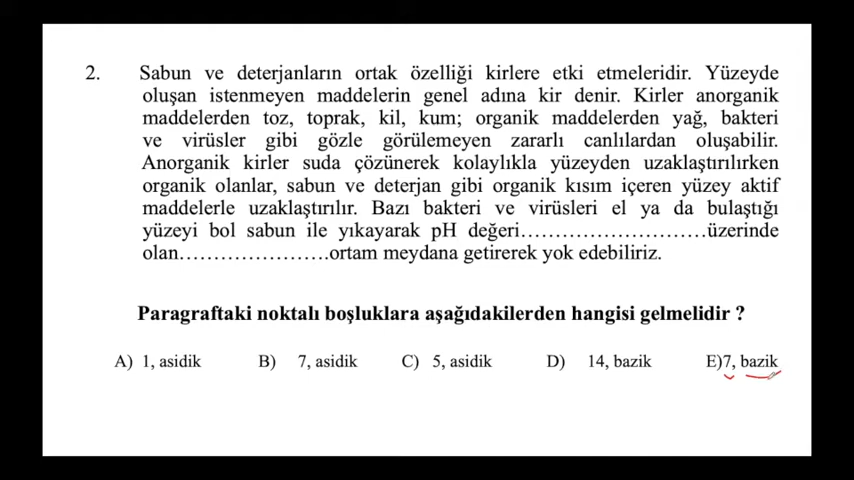 2. Sabun ve deterjanların ortak özelliği kirlere etki etmeleridir. Yüzeyde
oluşan istenmeyen maddelerin genel adına kir denir. Kirler anorganik
maddelerden toz, toprak, kil, kum; organik maddelerden yağ, bakteri
ve virüsler gibi gözle görülemeyen zararlı canlılardan oluşabilir.
Anorganik kirler suda çözünerek kolaylıkla yüzeyden uzaklaştırılırken
organik olanlar, sabun ve deterjan gibi organik kısım içeren yüzey aktif
maddelerle uzaklaştırılır. Bazı bakteri ve virüsleri el ya da bulaştığı
yüzeyi bol sabun ile yıkayarak pH değeri...........................üzerinde
olan......................ortam meydana getirerek yok edebiliriz.
Paragraftaki noktalı boşluklara aşağıdakilerden hangisi gelmelidir ?
A) 1, asidik B) 7, asidik C) 5, asidik D) 14, bazik E)7, bazik